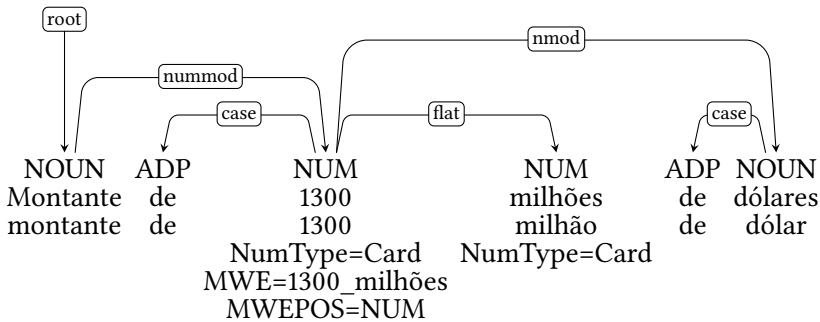 root
nmod
nummod
case flat case
NOUN ADP NUM NUM ADP NOUN
Montante de 1300 milhões de dólares
montante de 1300 milhão de dólar
NumType=Card NumType=Card
MWE=1300_milhões
MWEPOS=NUM